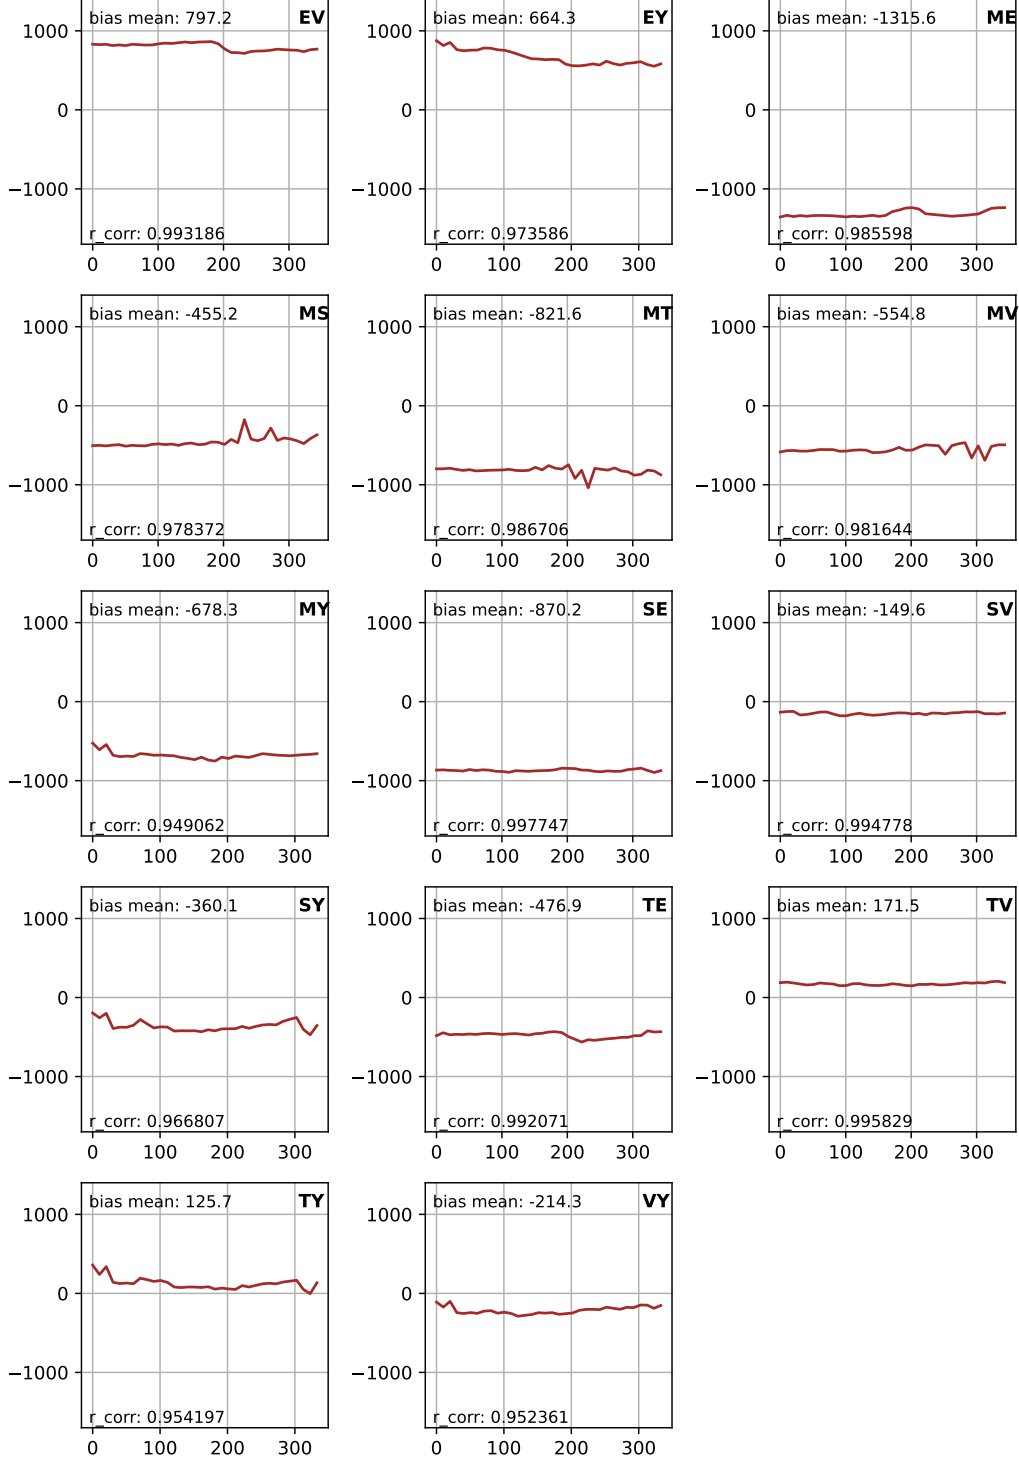 bias mean: 797.2 EV
1000
0
−1000
r_corr: 0.993186
0 100 200 300
bias mean: 664.3 EY
1000
0
−1000
r_corr: 0.973586
0 100 200 300
bias mean: -1315.6 ME
1000
0
−1000
r_corr: 0.985598
0 100 200 300
bias mean: -455.2 MS
1000
0
−1000
r_corr: 0.978372
0 100 200 300
bias mean: -821.6 MT
1000
0
−1000
r_corr: 0.986706
0 100 200 300
bias mean: -554.8 MV
1000
0
−1000
r_corr: 0.981644
0 100 200 300
bias mean: -678.3 MY
1000
0
−1000
r_corr: 0.949062
0 100 200 300
bias mean: -870.2 SE
1000
0
−1000
r_corr: 0.997747
0 100 200 300
bias mean: -149.6 SV
1000
0
−1000
r_corr: 0.994778
0 100 200 300
bias mean: -360.1 SY
1000
0
−1000
r_corr: 0.966807
0 100 200 300
bias mean: -476.9 TE
1000
0
−1000
r_corr: 0.992071
0 100 200 300
bias mean: 171.5 TV
1000
0
−1000
r_corr: 0.995829
0 100 200 300
bias mean: 125.7 TY
1000
0
−1000
r_corr: 0.954197
0 100 200 300
bias mean: -214.3 VY
1000
0
−1000
r_corr: 0.952361
0 100 200 300